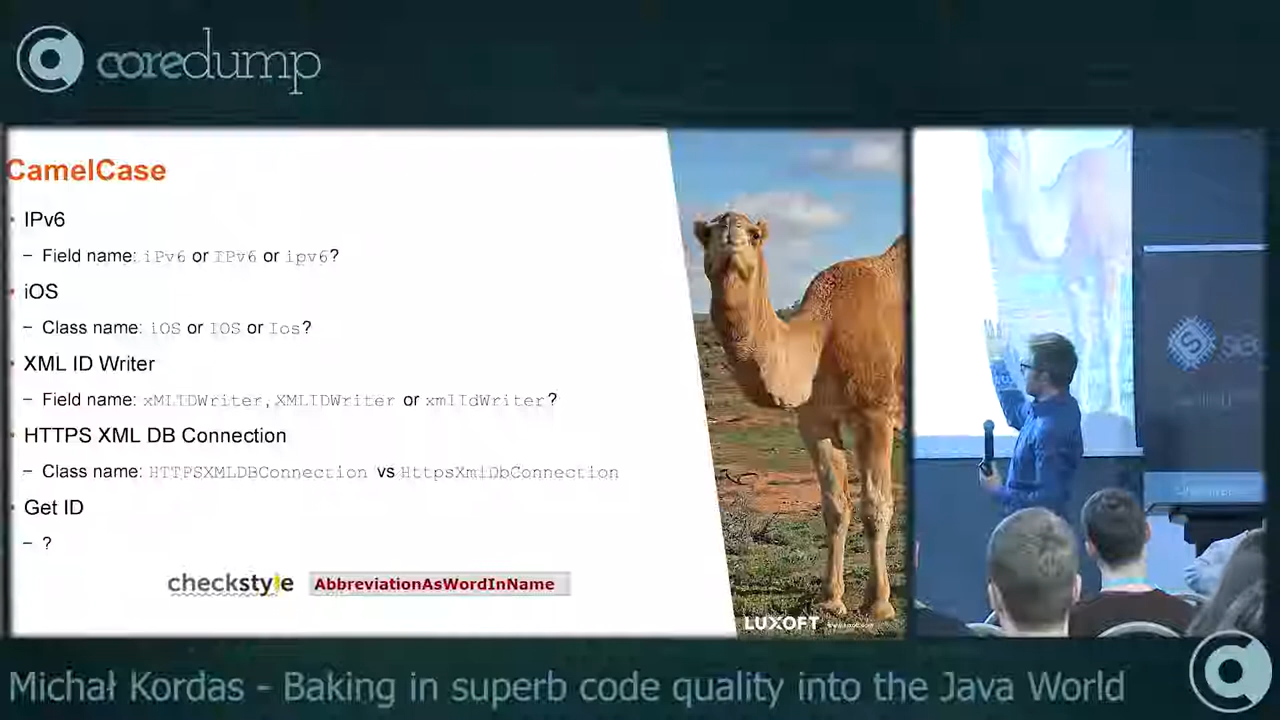 coredump
CamelCase
IPv6
– Field name: iPv6 or IPv6 or ipv6?
iOS
– Class name: iOS or IOS or Ios?
XML ID Writer
– Field name: xMLIDWriter, XMLIDWriter or xmlIdWriter?
HTTPS XML DB Connection
– Class name: HTTPSXMLDBConnection vs HttpsXmlDbConnection
Get ID
– ?
checkstyle AbbreviationAsWordInName
LUXOFT
S
Michał Kordas - Baking in superb code quality into the Java World